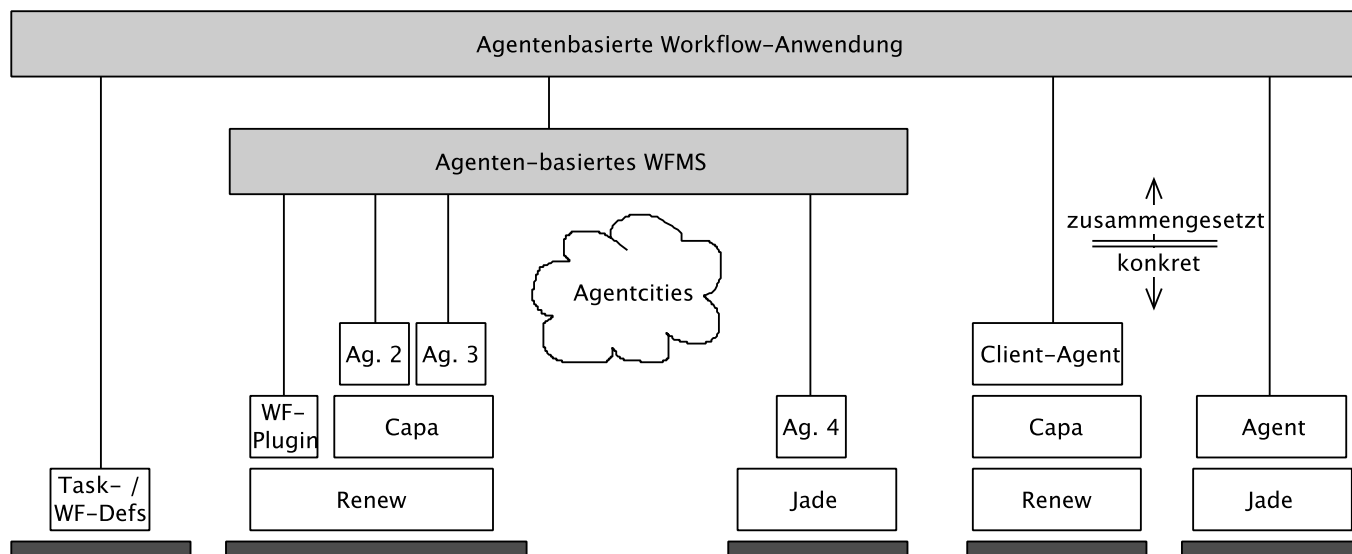 Agentenbasierte Workflow-Anwendung
Agenten-basiertes WFMS
zusammengesetzt
konkret
Agentcities
Ag. 2
Ag. 3
Client-Agent
WF-
Plugin
Capa
Ag. 4
Capa
Agent
Task- /
WF-Defs
Renew
Jade
Renew
Jade